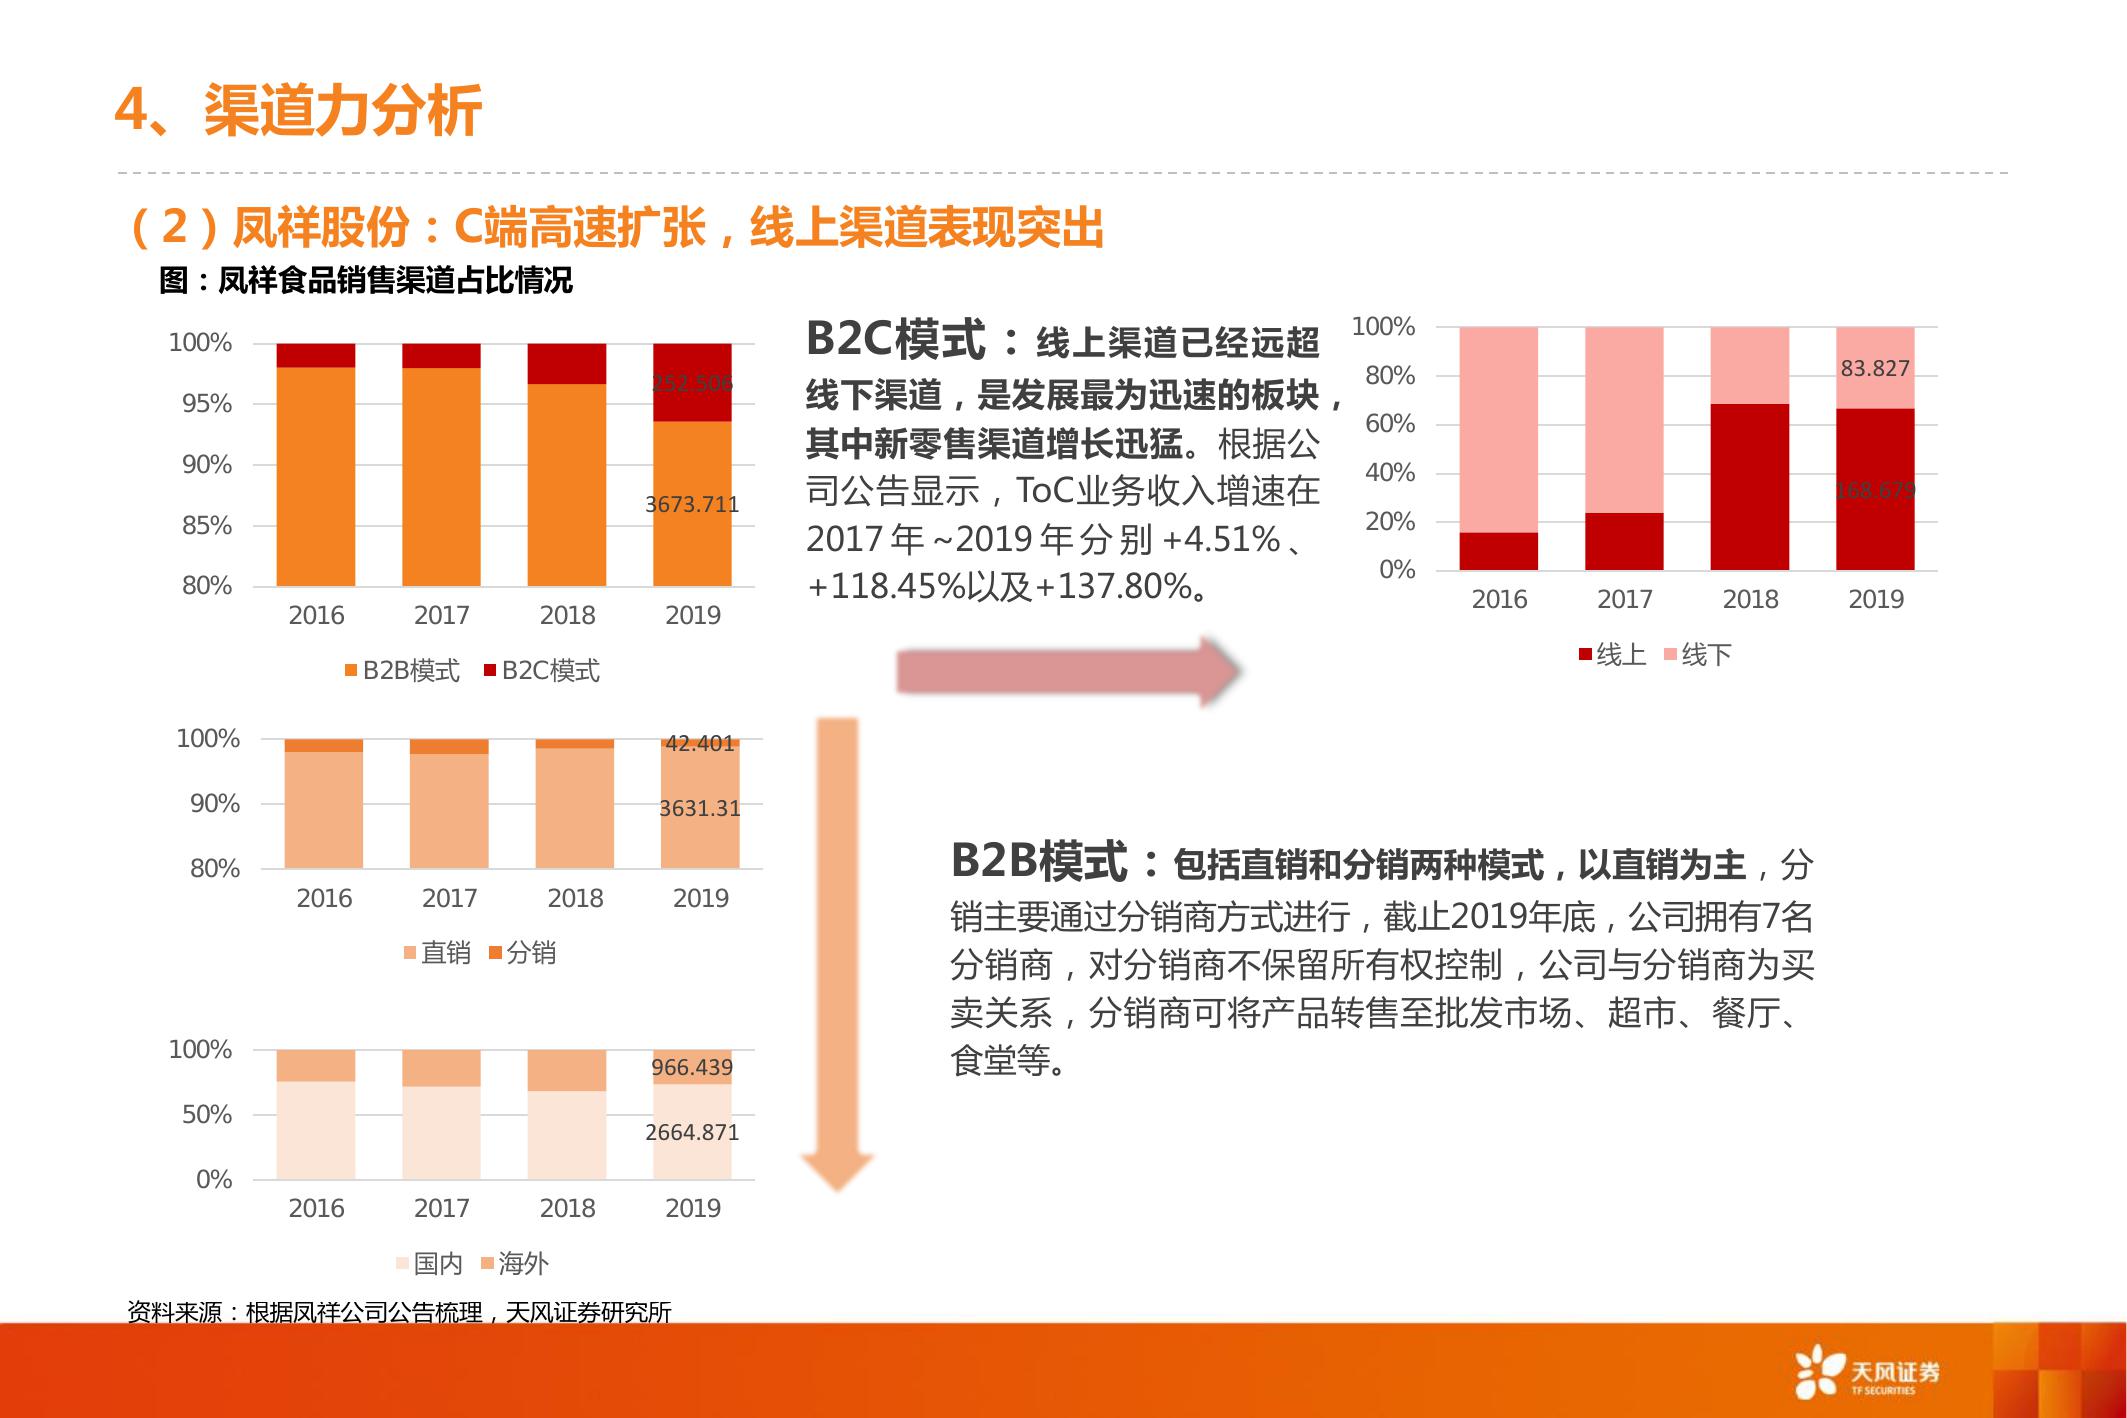 4、渠道力分析
（2）凤祥股份：C端高速扩张，线上渠道表现突出
图：凤祥食品销售渠道占比情况
100%
95%
90%
85%
80%
252.506
3673.711
2016 2017 2018 2019
B2B模式 B2C模式
B2C模式：线上渠道已经远超
线下渠道，是发展最为迅速的板块，
其中新零售渠道增长迅猛。根据公
司公告显示，ToC业务收入增速在
2017年~2019年分别+4.51%、
+118.45%以及+137.80%。
100%
80%
60%
40%
20%
0%
83.827
168.679
2016 2017 2018 2019
线上 线下
100%
90%
80%
42.401
3631.31
2016 2017 2018 2019
直销 分销
B2B模式：包括直销和分销两种模式，以直销为主，分
销主要通过分销商方式进行，截止2019年底，公司拥有7名
分销商，对分销商不保留所有权控制，公司与分销商为买
卖关系，分销商可将产品转售至批发市场、超市、餐厅、
食堂等。
100%
50%
0%
966.439
2664.871
2016 2017 2018 2019
国内 海外
资料来源：根据凤祥公司公告梳理，天风证券研究所
天风证券
TF SECURITIES